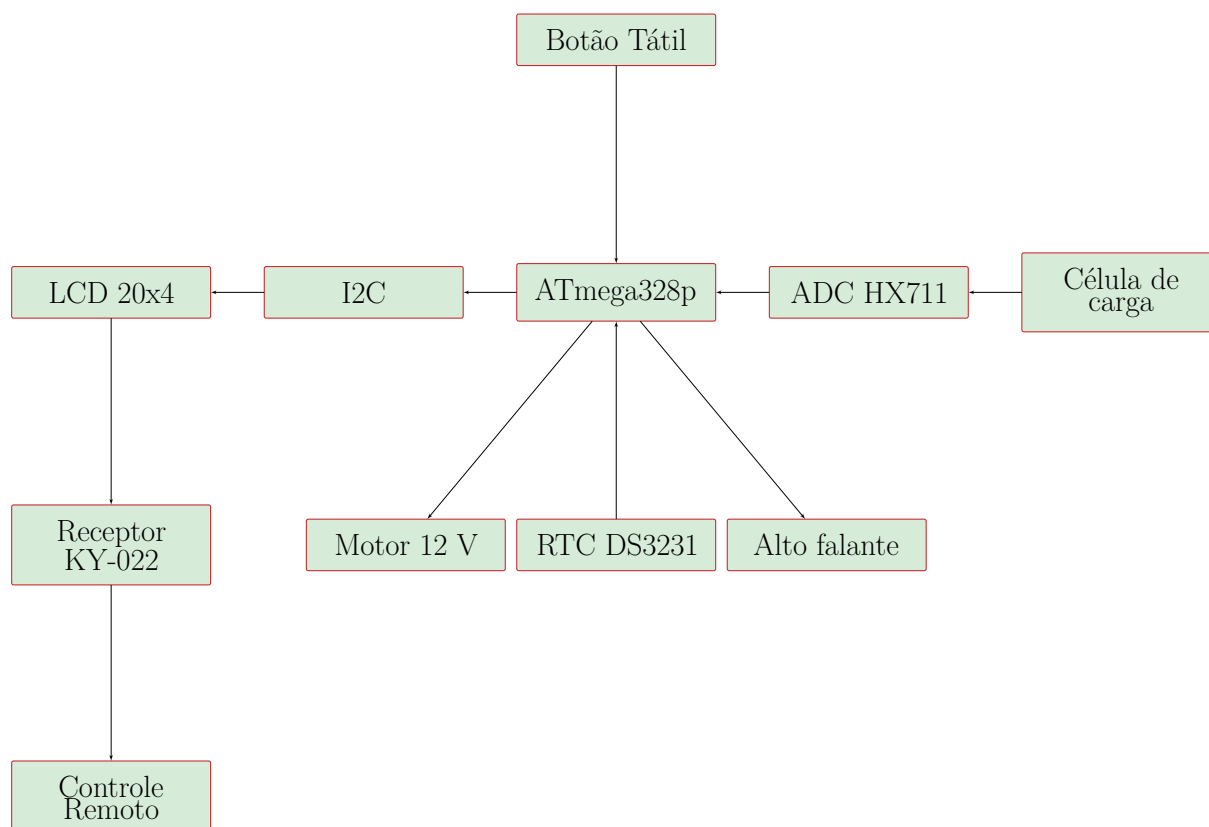 Botão Tátil
LCD 20x4
I2C
ATmega328p
ADC HX711
Célula de
carga
Receptor
KY-022
Motor 12 V
RTC DS3231
Alto falante
Controle
Remoto